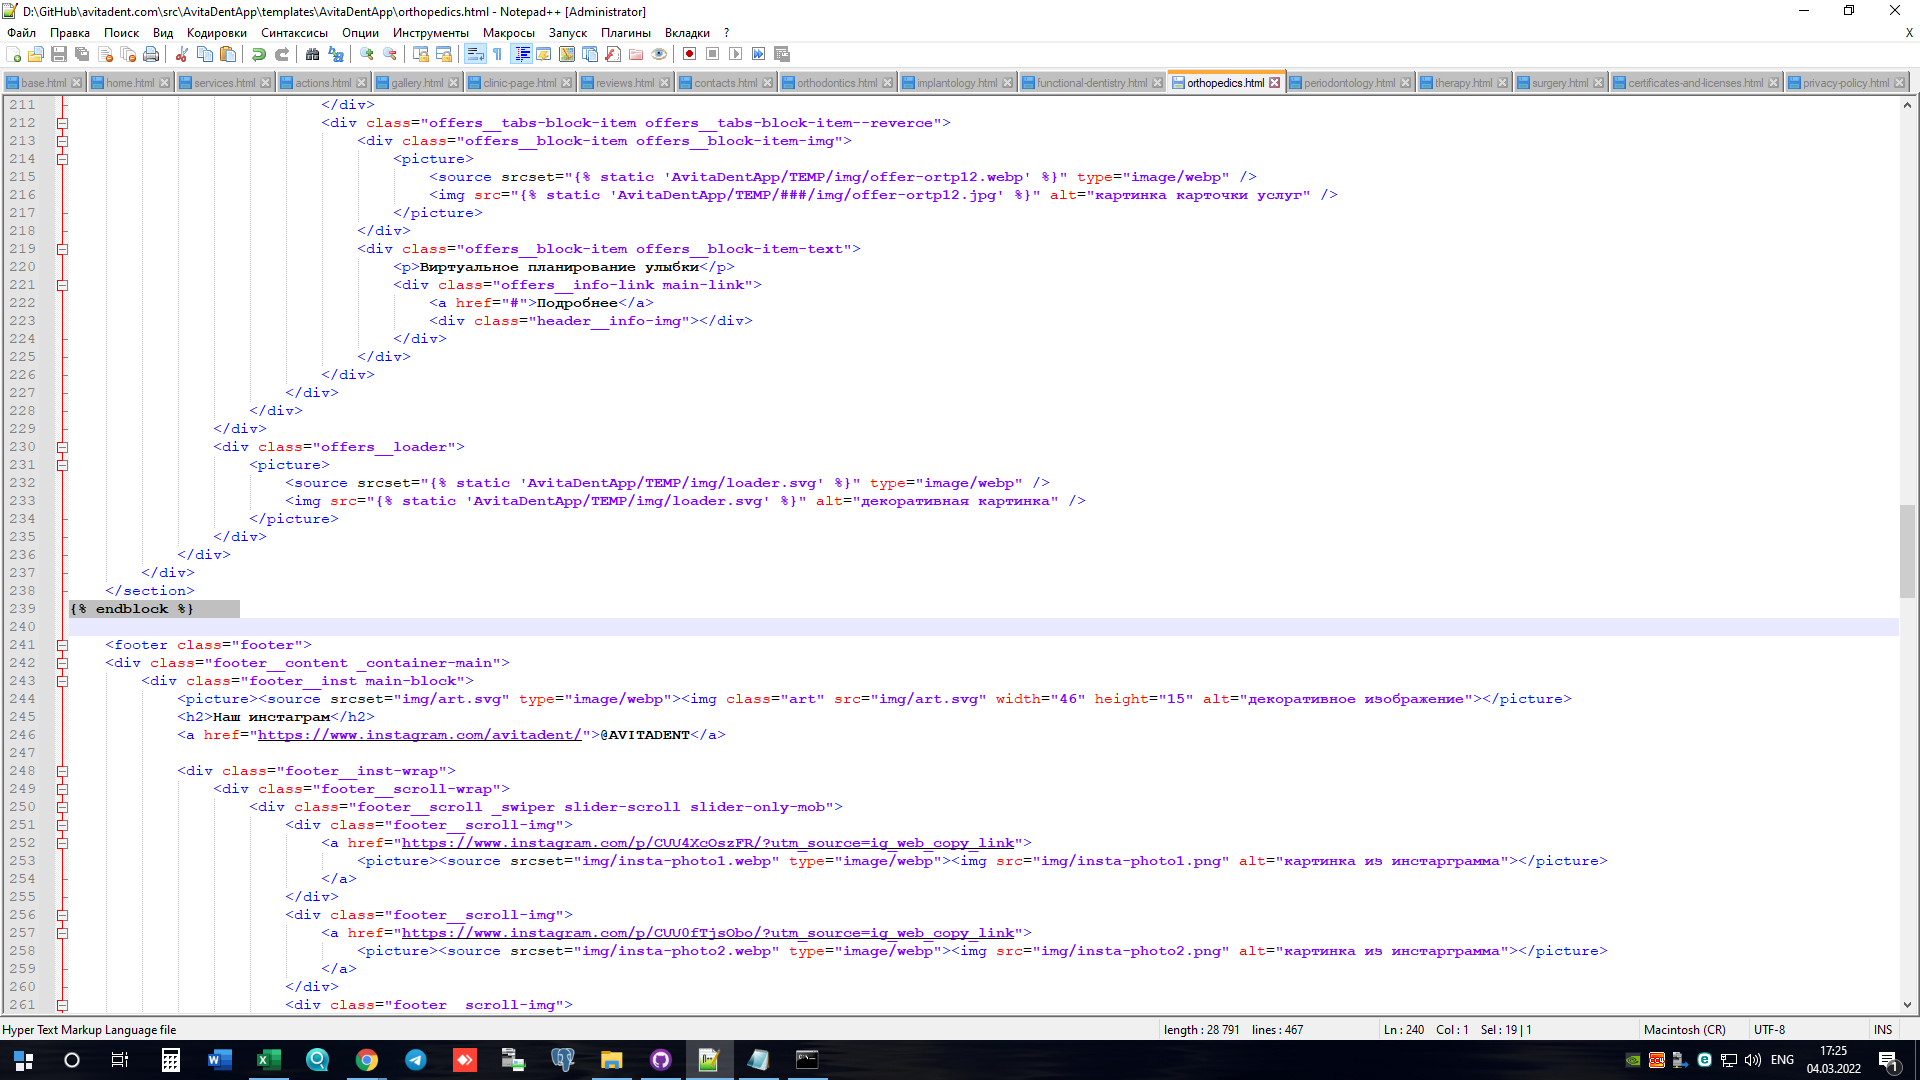 D:\GitHub\avitadent.com\src\AvitaDentApp\templates\AvitaDentApp\orthopedics.html - Notepad++ [Administrator]
Файл Правка Поиск Вид Кодировки Синтаксисы Опции Инструменты Макросы Запуск Плагины Вкладки ? X
base.html home.html services.html actions.html gallery.html clinic-page.html reviews.html contacts.html orthodontics.html implantology.html functional-dentistry.html orthopedics.html periodontology.html therapy.html surgery.html certificates-and-licenses.html privacy-policy.html
211 </div>
212 <div class="offers__tabs-block-item offers__tabs-block-item--reverce">
213 <div class="offers__block-item offers__block-item-img">
214 <picture>
215 <source srcset="{% static 'AvitaDentApp/TEMP/img/offer-ortp12.webp' %}" type="image/webp" />
216 <img src="{% static 'AvitaDentApp/TEMP/###/img/offer-ortp12.jpg' %}" alt="картинка карточки услуг" />
217 </picture>
218 </div>
219 <div class="offers__block-item offers__block-item-text">
220 <p>Виртуальное планирование улыбки</p>
221 <div class="offers__info-link main-link">
222 <a href="#">Подробнее</a>
223 <div class="header__info-img"></div>
224 </div>
225 </div>
226 </div>
227 </div>
228 </div>
229 </div>
230 <div class="offers__loader">
231 <picture>
232 <source srcset="{% static 'AvitaDentApp/TEMP/img/loader.svg' %}" type="image/webp" />
233 <img src="{% static 'AvitaDentApp/TEMP/img/loader.svg' %}" alt="декоративная картинка" />
234 </picture>
235 </div>
236 </div>
237 </div>
238 </section>
239 {% endblock %}
240
241 <footer class="footer">
242 <div class="footer__content _container-main">
243 <div class="footer__inst main-block">
244 <picture><source srcset="img/art.svg" type="image/webp"><img class="art" src="img/art.svg" width="46" height="15" alt="декоративное изображение"></picture>
245 <h2>Наш инстаграм</h2>
246 <a href="https://www.instagram.com/avitadent/">@AVITADENT</a>
247
248 <div class="footer__inst-wrap">
249 <div class="footer__scroll-wrap">
250 <div class="footer__scroll _swiper slider-scroll slider-only-mob">
251 <div class="footer__scroll-img">
252 <a href="https://www.instagram.com/p/CUU4XcOszFR/?utm_source=ig_web_copy_link">
253 <picture><source srcset="img/insta-photo1.webp" type="image/webp"><img src="img/insta-photo1.png" alt="картинка из инстарграмма"></picture>
254 </a>
255 </div>
256 <div class="footer__scroll-img">
257 <a href="https://www.instagram.com/p/CUU0fTjsObo/?utm_source=ig_web_copy_link">
258 <picture><source srcset="img/insta-photo2.webp" type="image/webp"><img src="img/insta-photo2.png" alt="картинка из инстарграмма"></picture>
259 </a>
260 </div>
261 <div class="footer__scroll-img">
Hyper Text Markup Language file length : 28 791 lines : 467 Ln : 240 Col : 1 Sel : 19 | 1 Macintosh (CR) UTF-8 INS
ENG 17:25
04.03.2022 1